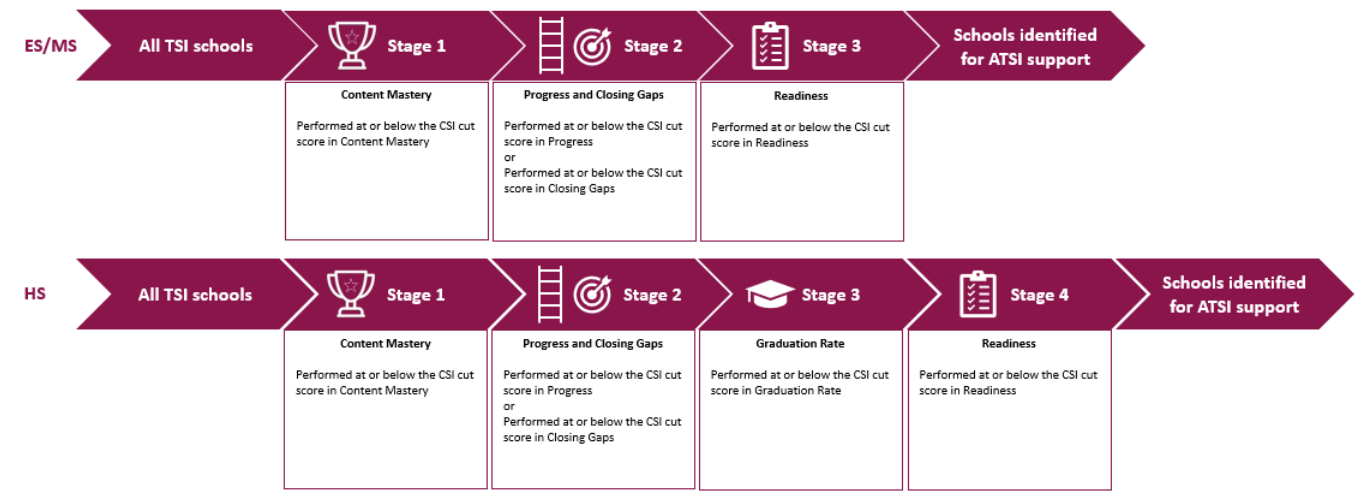 ES/MS
All TSI schools
Stage 1
Stage 2
Stage 3
Schools identified
for ATSI support
Content Mastery
Performed at or below the CSI cut
score in Content Mastery
Progress and Closing Gaps
Performed at or below the CSI cut
score in Progress
or
Performed at or below the CSI cut
score in Closing Gaps
Readiness
Performed at or below the CSI cut
score in Readiness
HS
All TSI schools
Stage 1
Stage 2
Stage 3
Stage 4
Schools identified
for ATSI support
Content Mastery
Performed at or below the CSI cut
score in Content Mastery
Progress and Closing Gaps
Performed at or below the CSI cut
score in Progress
or
Performed at or below the CSI cut
score in Closing Gaps
Graduation Rate
Performed at or below the CSI cut
score in Graduation Rate
Readiness
Performed at or below the CSI cut
score in Readiness